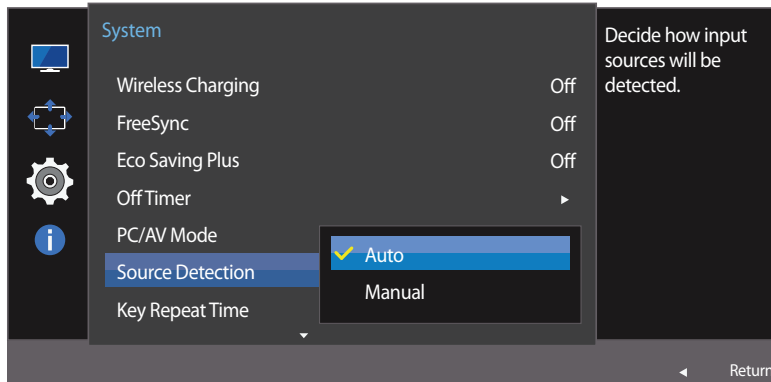 System
Decide how input
sources will be
detected.
Wireless Charging Off
FreeSync Off
Eco Saving Plus Off
Off Timer
PC/AV Mode
Source Detection
Auto
Manual
Key Repeat Time
Return